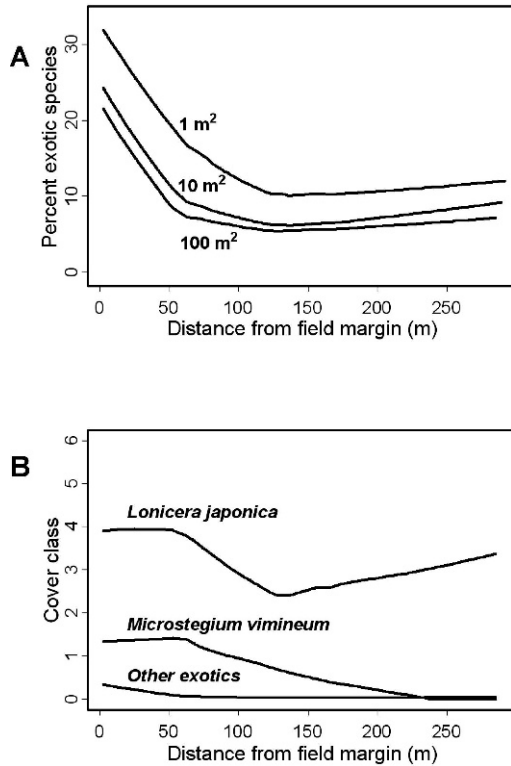 A
Percent exotic species
30
20
10
0
1 m²
10 m²
100 m²
0 50 100 150 200 250
Distance from field margin (m)
B
Cover class
6
5
4
3
2
1
0
Lonicera japonica
Microstegium vimineum
Other exotics
0 50 100 150 200 250
Distance from field margin (m)